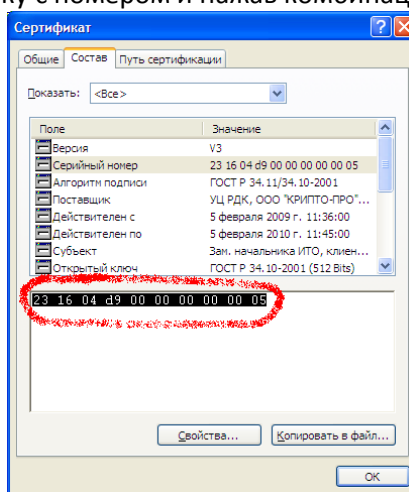 ку с номером и нажав комбинац
Сертификат
Общие Состав Путь сертификации
Показать: <Все>
Поле Значение
Версия V3
Серийный номер 23 16 04 d9 00 00 00 00 00 05
Алгоритм подписи ГОСТ Р 34.11/34.10-2001
Поставщик УЦ РДК, ООО "КРИПТО-ПРО"...
Действителен с 5 февраля 2009 г. 11:36:00
Действителен по 5 февраля 2010 г. 11:45:00
Субъект Зам. начальника ИТО, клиен...
Открытый ключ ГОСТ Р 34.10-2001 (512 Bits)
23 16 04 d9 00 00 00 00 00 05
Свойства... Копировать в файл...
OK